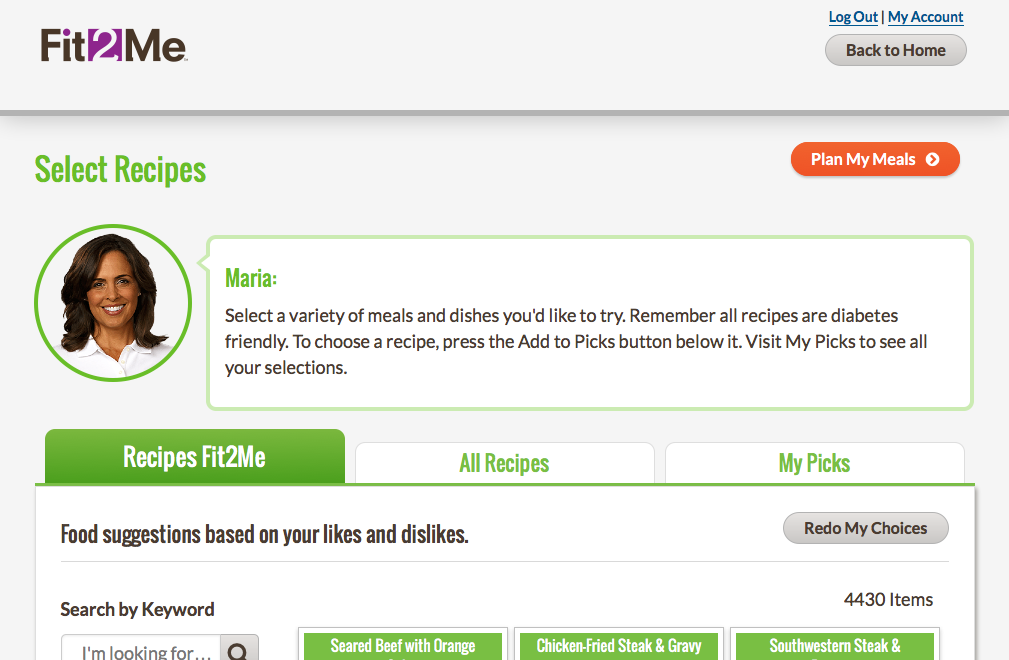 Log Out | My Account
Fit2Me
Back to Home
Select Recipes
Plan My Meals
Maria:
Select a variety of meals and dishes you'd like to try. Remember all recipes are diabetes
friendly. To choose a recipe, press the Add to Picks button below it. Visit My Picks to see all
your selections.
Recipes Fit2Me
All Recipes
My Picks
Food suggestions based on your likes and dislikes.
Redo My Choices
4430 Items
Search by Keyword
I'm looking for...
Seared Beef with Orange
Chicken-Fried Steak & Gravy
Southwestern Steak &